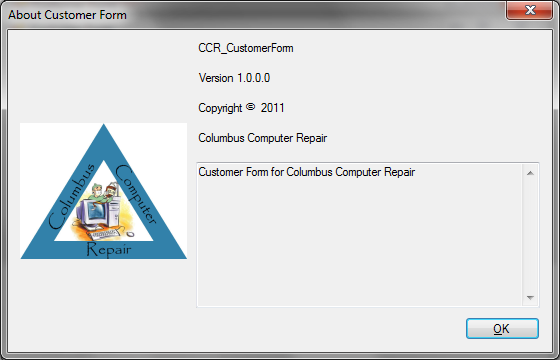 About Customer Form
CCR_CustomerForm
Version 1.0.0.0
Copyright © 2011
Columbus Computer Repair
Customer Form for Columbus Computer Repair
Columbus
Computer
Repair
OK